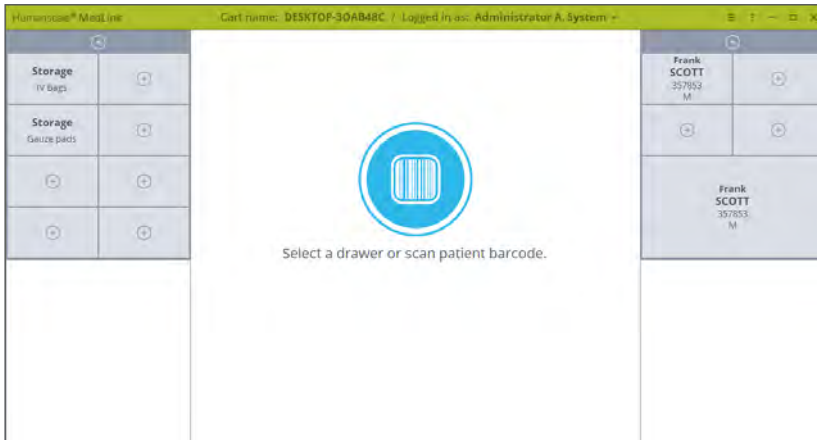 Humanscale® MedLink
Cart name: DESKTOP-3OAB48C / Logged in as: Administrator A. System
Storage
IV Bags
Storage
Gauze pads
Select a drawer or scan patient barcode.
Frank
SCOTT
357853
M
Frank
SCOTT
357853
M